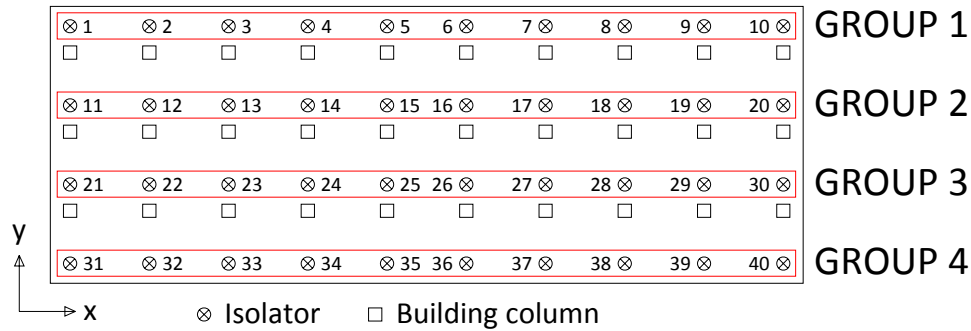 1 2 3 4 5 6 7 8 9 10 GROUP 1
11 12 13 14 15 16 17 18 19 20 GROUP 2
21 22 23 24 25 26 27 28 29 30 GROUP 3
y
31 32 33 34 35 36 37 38 39 40 GROUP 4
x
Isolator Building column